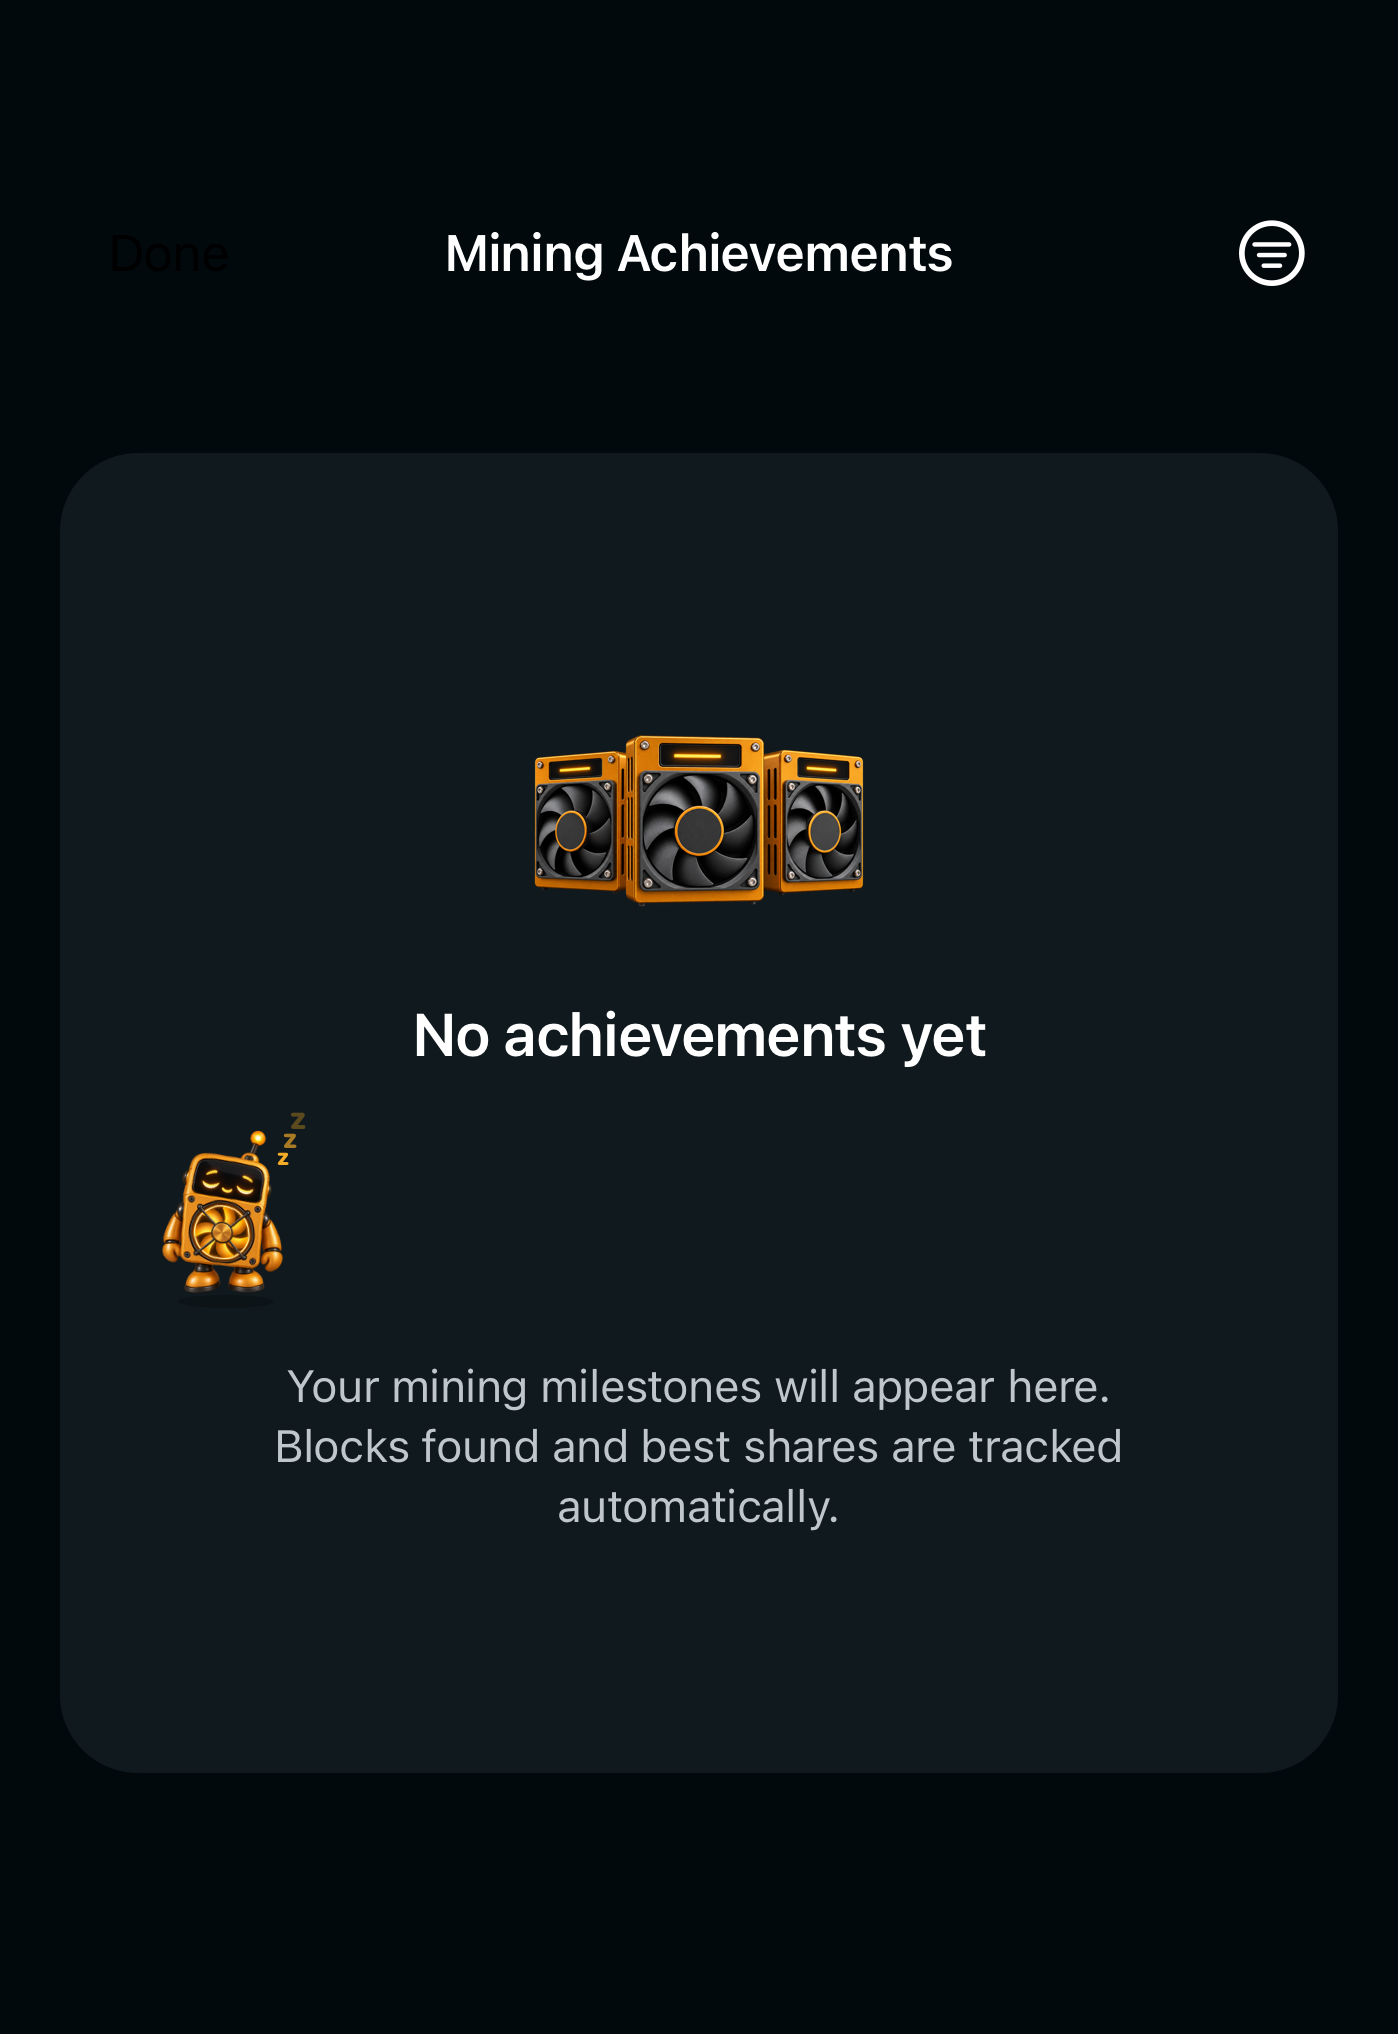 Done
Mining Achievements
No achievements yet
z
z
z
Your mining milestones will appear here.
Blocks found and best shares are tracked
automatically.